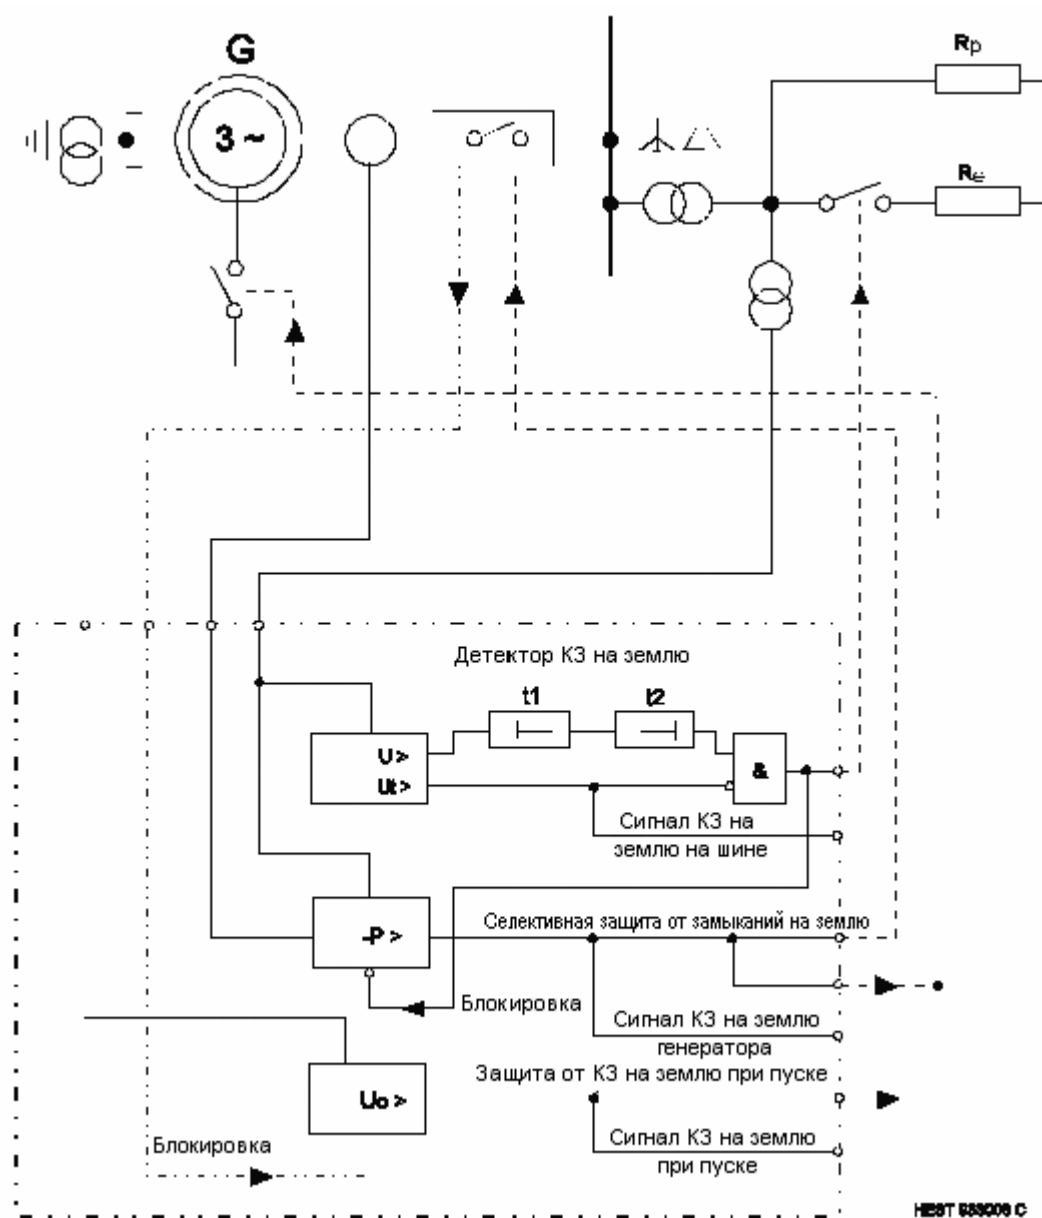 G
Rp
3 ~
Re
Детектор КЗ на землю
t1
t2
U >
Ut >
&
Сигнал КЗ на
землю на шине
Селективная защита от замыканий на землю
-P >
Блокировка
Сигнал КЗ на землю
генератора
Защита от КЗ на землю при пуске
Uo >
Сигнал КЗ на землю
при пуске
Блокировка
HEST C